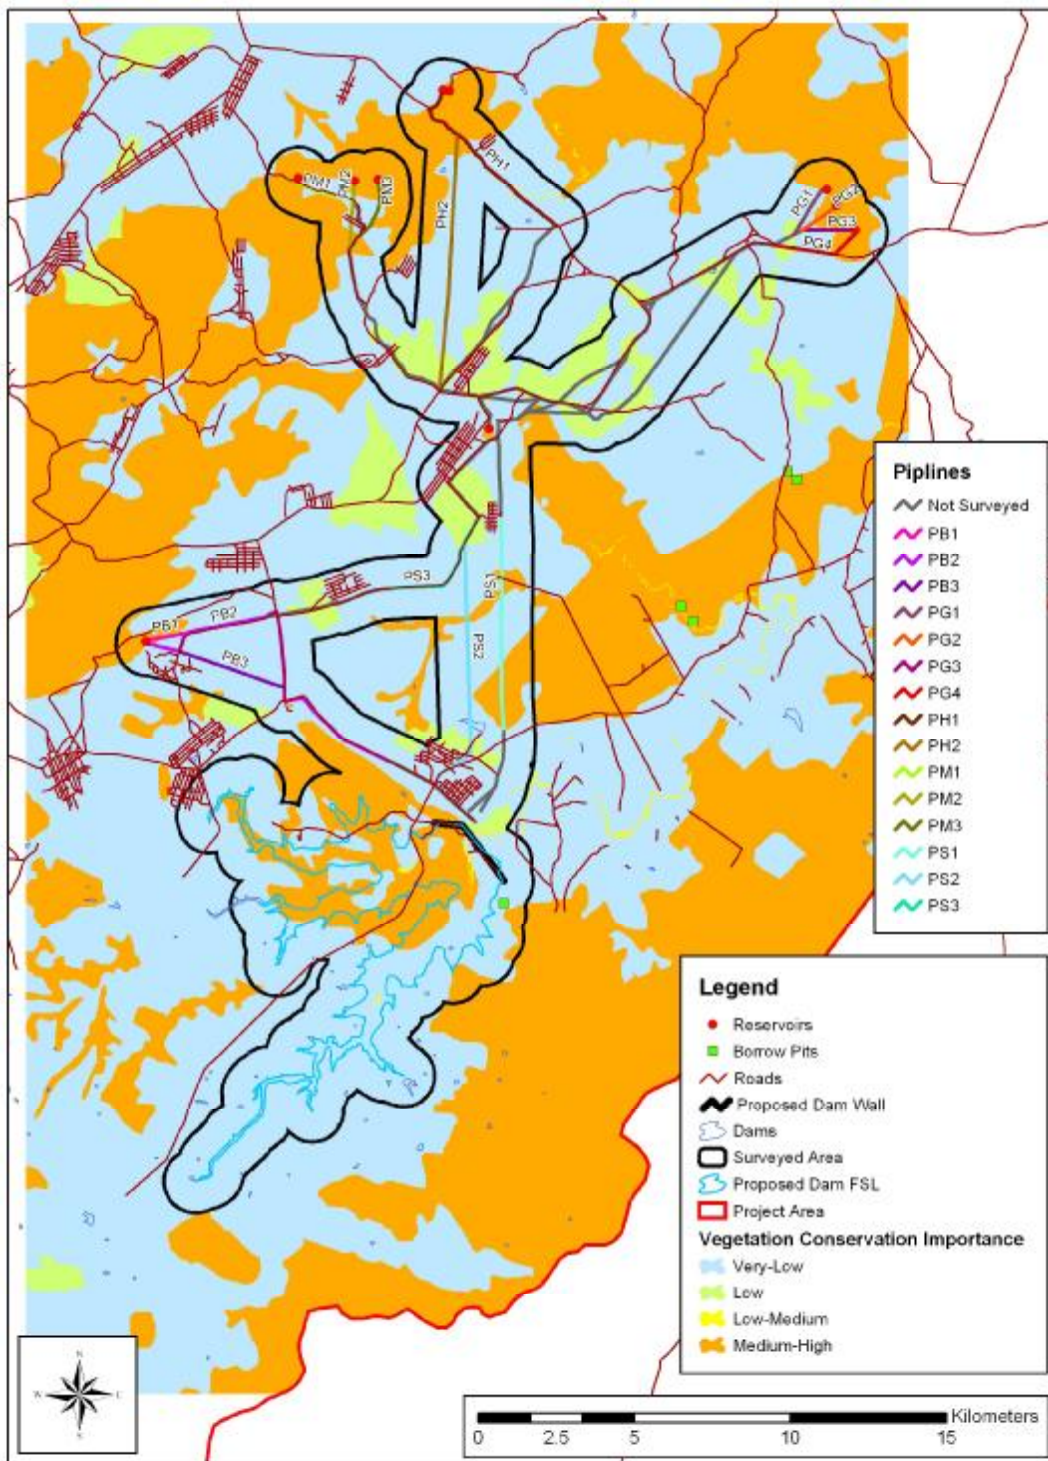 PH1
PM1
PM2
PM3
PH2
PG1
PG2
PG3
PG4
PS3
PS1
PB1
PB2
PB3
PS2
Piplines
Not Surveyed
PB1
PB2
PB3
PG1
PG2
PG3
PG4
PH1
PH2
PM1
PM2
PM3
PS1
PS2
PS3
Legend
Reservoirs
Borrow Pits
Roads
Proposed Dam Wall
Dams
Surveyed Area
Proposed Dam FSL
Project Area
Vegetation Conservation Importance
Very-Low
Low
Low-Medium
Medium-High
N
W E
S
Kilometers
0 2.5 5 10 15